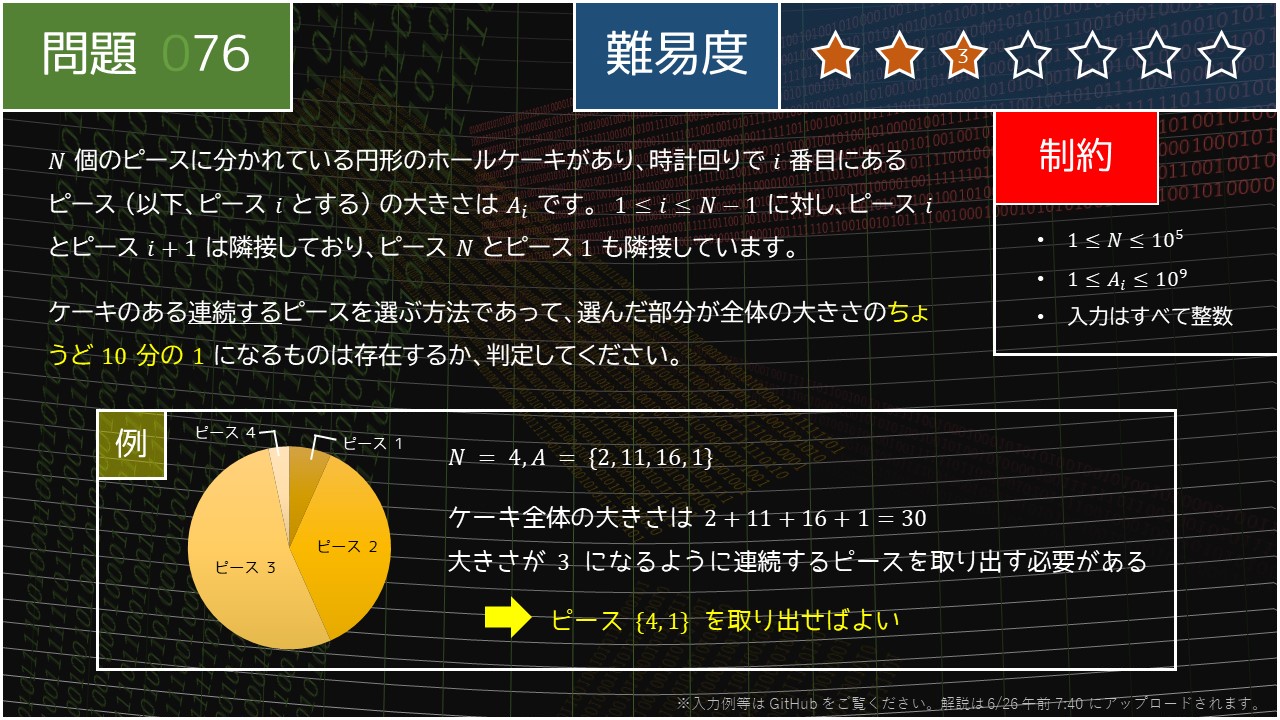 問題 076
難易度
3
制約
N 個のピースに分かれている円形のホールケーキがあり、時計回りで i 番目にある
ピース（以下、ピース i とする）の大きさは A_i です。 1 ≤ i ≤ N − 1 に対し、ピース i
とピース i + 1 は隣接しており、ピース N とピース 1 も隣接しています。
ケーキのある連続するピースを選ぶ方法であって、選んだ部分が全体の大きさのちょ
うど 10 分の 1 になるものは存在するか、判定してください。
• 1 ≤ N ≤ 10⁵
• 1 ≤ A_i ≤ 10⁹
• 入力はすべて整数
例
ピース 4
ピース 1
ピース 2
ピース 3
N = 4, A = {2, 11, 16, 1}
ケーキ全体の大きさは 2 + 11 + 16 + 1 = 30
大きさが 3 になるように連続するピースを取り出す必要がある
ピース {4, 1} を取り出せばよい
※入力例等は GitHub をご覧ください。解説は 6/26 午前 7:40 にアップロードされます。